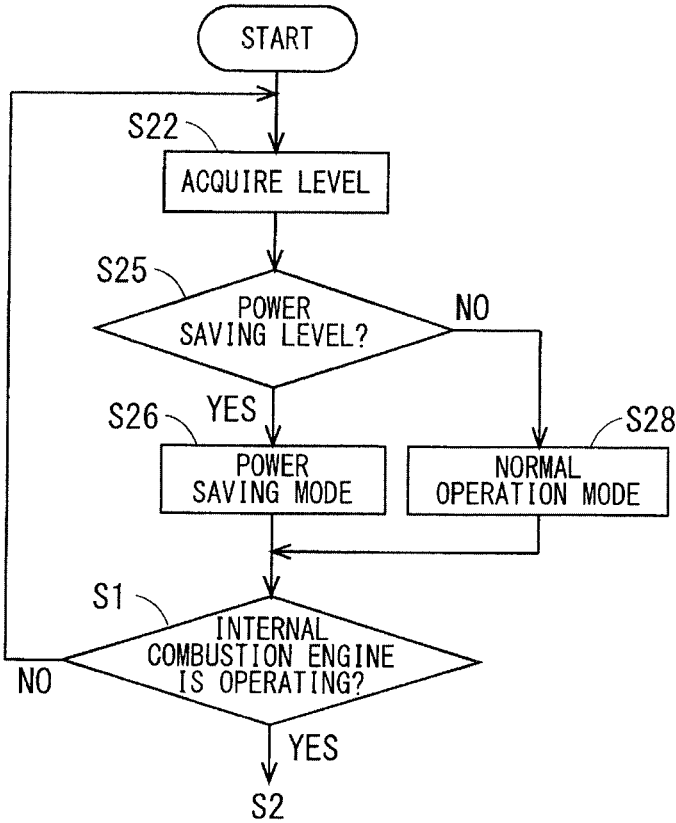 START
S22
ACQUIRE LEVEL
S25
POWER
SAVING LEVEL?
NO
YES
S26
POWER
SAVING MODE
S28
NORMAL
OPERATION MODE
S1
INTERNAL
COMBUSTION ENGINE
IS OPERATING?
NO
YES
S2